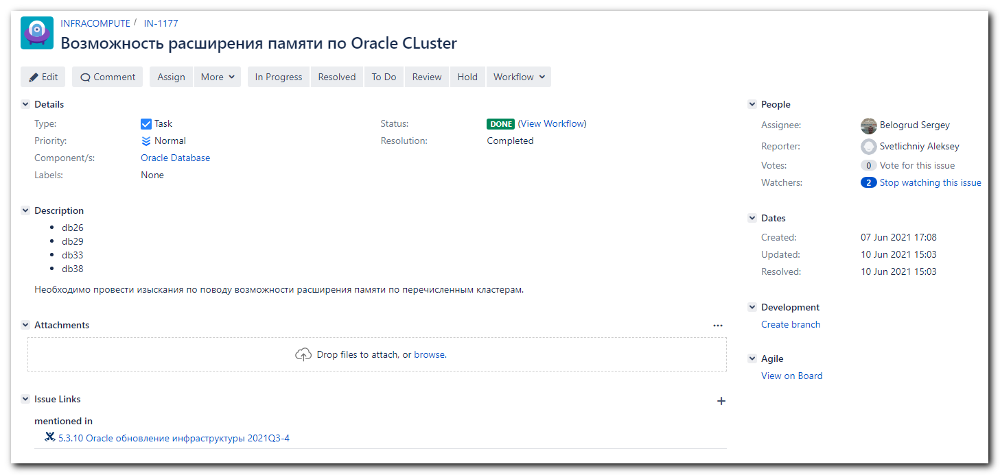 INFRACOMPUTE / IN-1177
Возможность расширения памяти по Oracle CLuster
Edit Comment Assign More In Progress Resolved To Do Review Hold Workflow
Details
Type: Task
Status: DONE (View Workflow)
Priority: Normal
Resolution: Completed
Component/s: Oracle Database
Labels: None
Description
db26
db29
db33
db38
Необходимо провести изыскания по поводу возможности расширения памяти по перечисленным кластерам.
Attachments
Drop files to attach, or browse.
Issue Links
mentioned in
5.3.10 Oracle обновление инфраструктуры 2021Q3-4
People
Assignee: Belogrud Sergey
Reporter: Svetlichniy Aleksey
Votes: 0 Vote for this issue
Watchers: 2 Stop watching this issue
Dates
Created: 07 Jun 2021 17:08
Updated: 10 Jun 2021 15:03
Resolved: 10 Jun 2021 15:03
Development
Create branch
Agile
View on Board